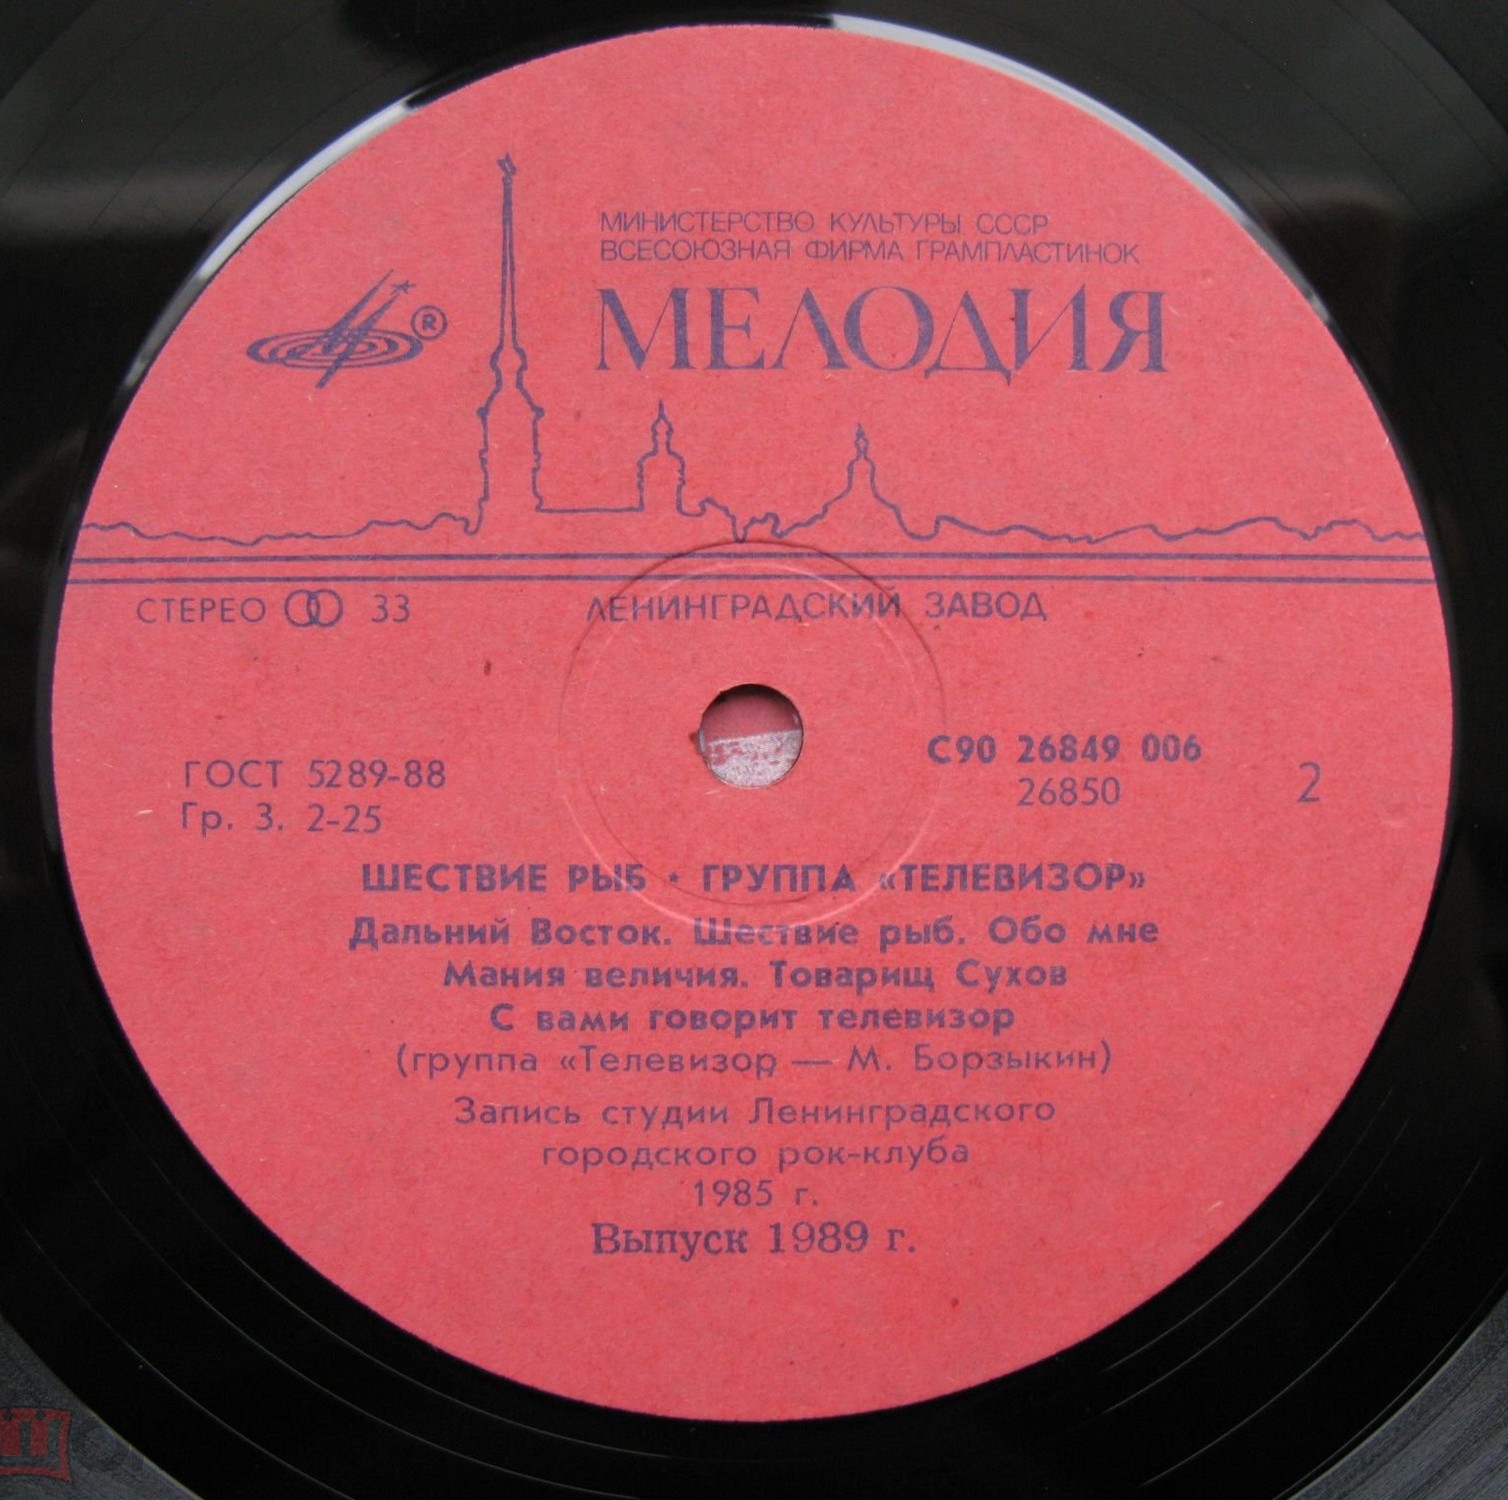 МИНИСТЕРСТВО КУЛЬТУРЫ СССР
ВСЕСОЮЗНАЯ ФИРМА ГРАМПЛАСТИНОК
МЕЛОДИЯ
®
СТЕРЕО 33
ЛЕНИНГРАДСКИЙ ЗАВОД
ГОСТ 5289-88
Гр. 3. 2-25
С90 26849 006
26850
2
ШЕСТВИЕ РЫБ • ГРУППА «ТЕЛЕВИЗОР»
Дальний Восток. Шествие рыб. Обо мне
Мания величия. Товарищ Сухов
С вами говорит телевизор
(группа «Телевизор — М. Борзыкин)
Запись студии Ленинградского
городского рок-клуба
1985 г.
Выпуск 1989 г.